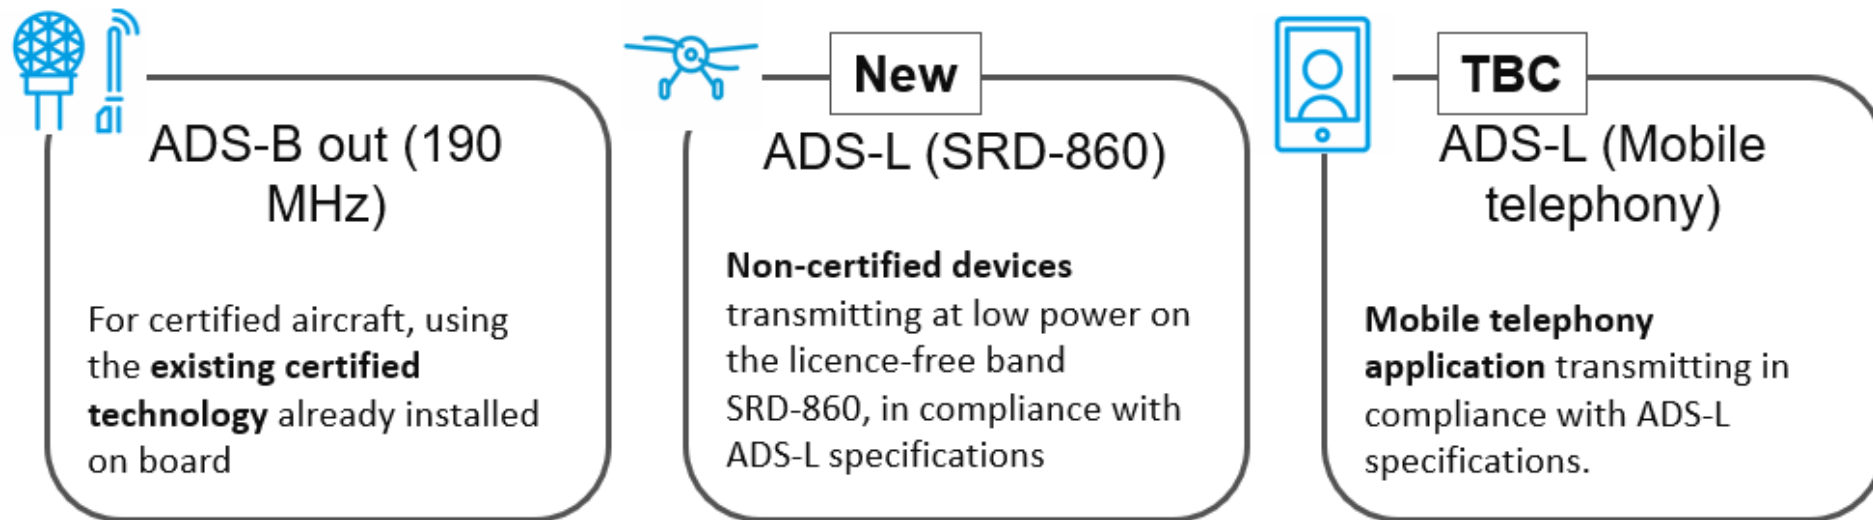 ADS-B out (190
MHz)
For certified aircraft, using
the existing certified
technology already installed
on board
New
ADS-L (SRD-860)
Non-certified devices
transmitting at low power on
the licence-free band
SRD-860, in compliance with
ADS-L specifications
TBC
ADS-L (Mobile
telephony)
Mobile telephony
application transmitting in
compliance with ADS-L
specifications.